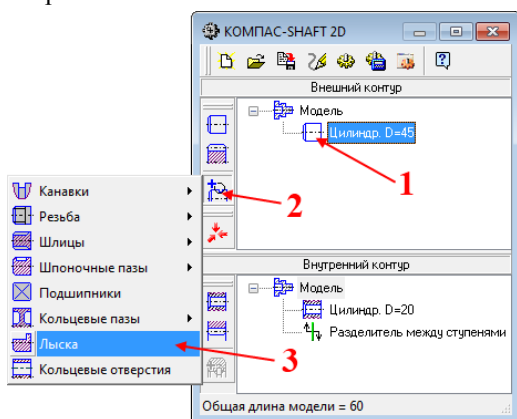 КОМПАС-SHAFT 2D
Внешний контур
Модель
Цилиндр. D=45
1
2
Канавки
Резьба
Шлицы
Шпоночные пазы
Подшипники
Кольцевые пазы
Лыска
Кольцевые отверстия
3
Внутренний контур
Модель
Цилиндр. D=20
Разделитель между ступенями
Общая длина модели = 60